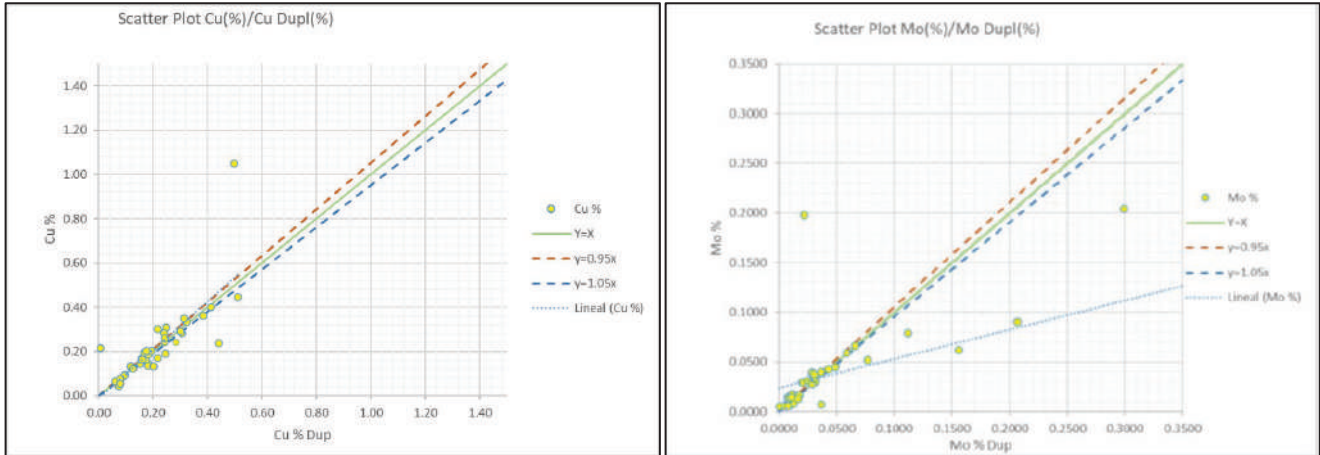 Scatter Plot Cu(%)/Cu Dupl(%)
1.40
1.20
1.00
0.80
0.60
0.40
0.20
0.00
Cu %
0.00 0.20 0.40 0.60 0.80 1.00 1.20 1.40
Cu % Dup
Cu %
Y=X
y=0.95x
y=1.05x
Lineal (Cu %)
Scatter Plot Mo(%)/Mo Dupl(%)
0.3500
0.3000
0.2500
0.2000
0.1500
0.1000
0.0500
0.0000
Mo %
0.0000 0.0500 0.1000 0.1500 0.2000 0.2500 0.3000 0.3500
Mo % Dup
Mo %
Y=X
y=0.95x
y=1.05x
Lineal (Mo %)